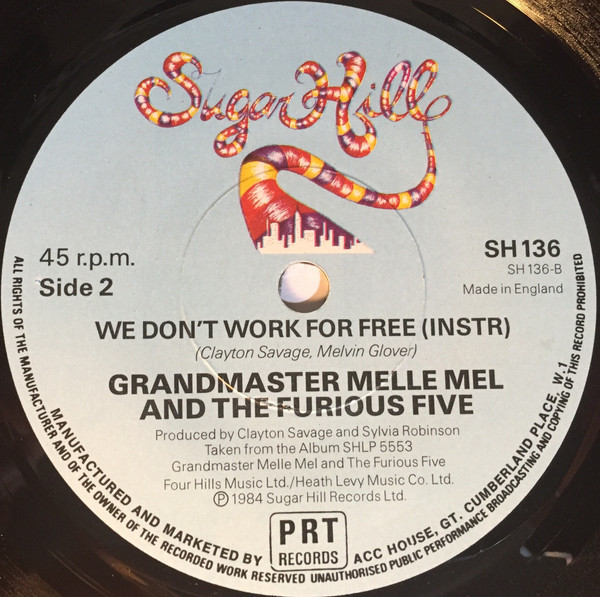 Sugar Hill
45 r.p.m.
Side 2
SH 136
SH 136-B
Made in England
WE DON'T WORK FOR FREE (INSTR)
(Clayton Savage, Melvin Glover)
GRANDMASTER MELLE MEL
AND THE FURIOUS FIVE
Produced by Clayton Savage and Sylvia Robinson
Taken from the Album SHLP 5553
Grandmaster Melle Mel and The Furious Five
Four Hills Music Ltd./Heath Levy Music Co. Ltd.
Ⓟ 1984 Sugar Hill Records Ltd.
PRT
RECORDS
MANUFACTURED AND MARKETED BY
ACC HOUSE, GT. CUMBERLAND PLACE, W.1
ALL RIGHTS OF THE MANUFACTURER AND OF THE OWNER OF THE RECORDED WORK RESERVED UNAUTHORISED PUBLIC PERFORMANCE BROADCASTING AND COPYING OF THIS RECORD PROHIBITED